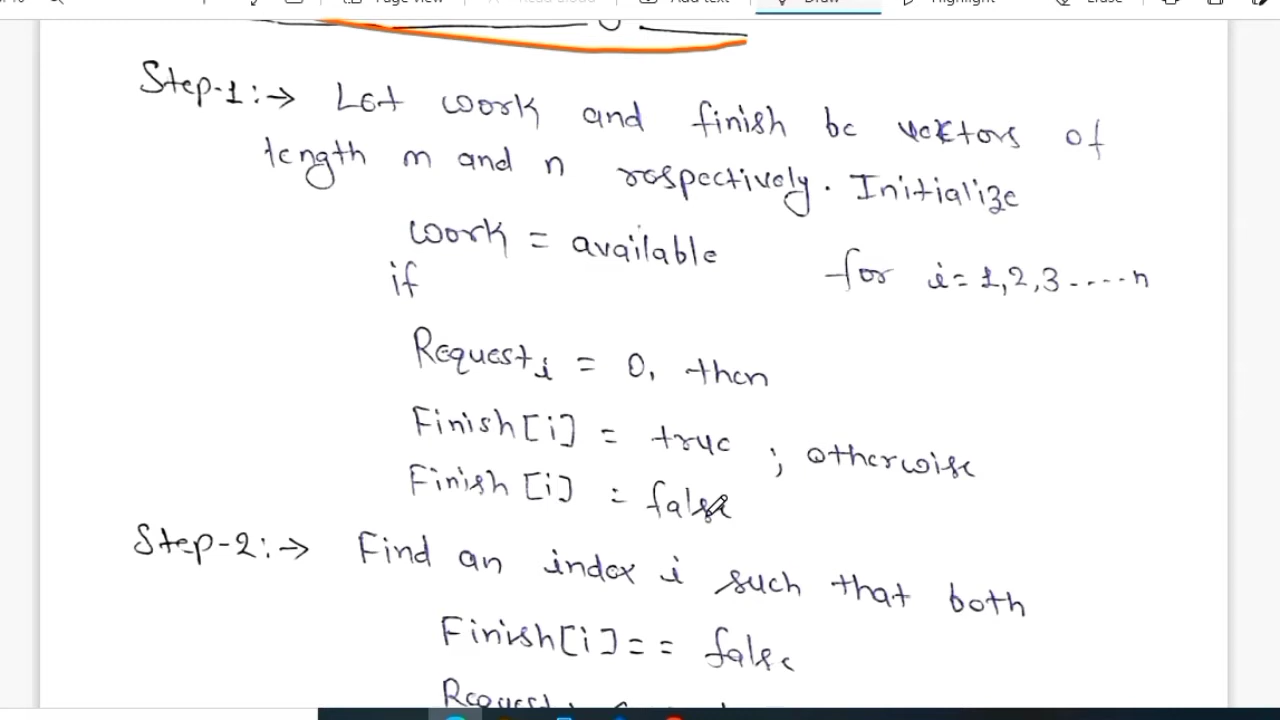 Step-1:→ Let work and finish be vectors of
length m and n respectively. Initialize
work = available
for i= 1,2,3-----n
if
Requesti = 0, then
Finish[i] = true ; otherwise
Finish[i] = false
Step-2:→ Find an index i such that both
Finish[i]== false